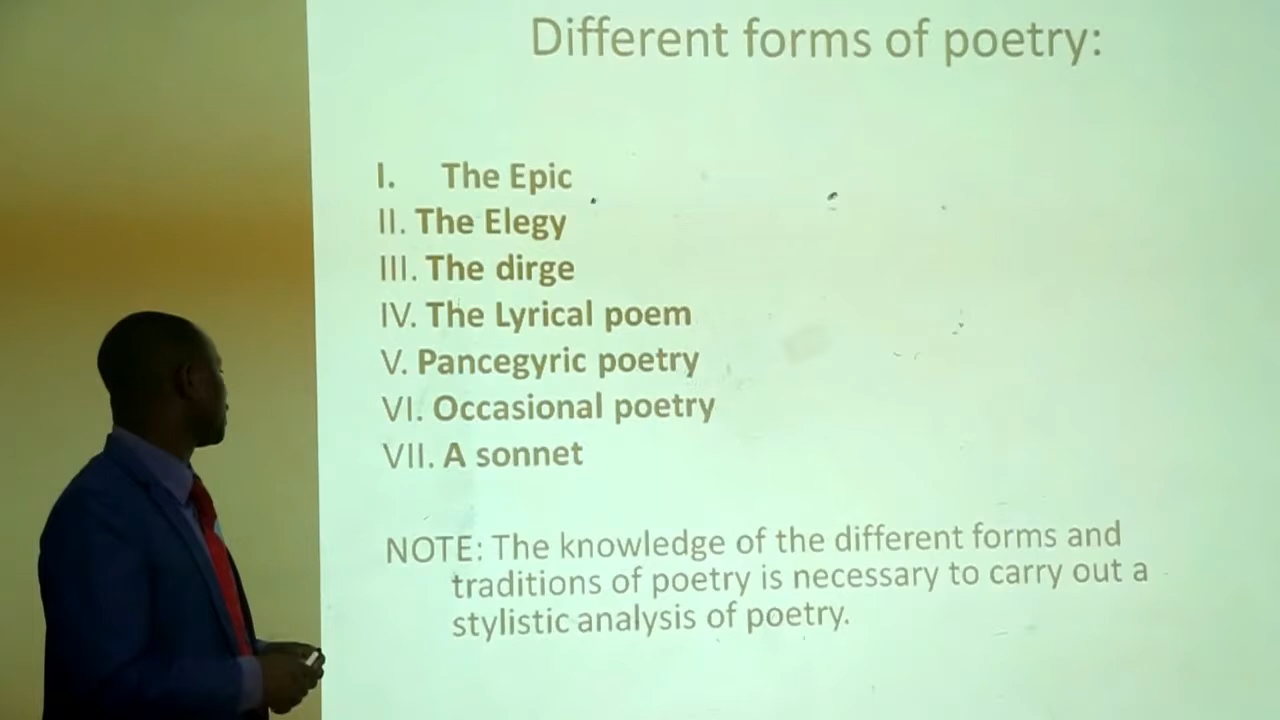 Different forms of poetry:
I. The Epic
II. The Elegy
III. The dirge
IV. The Lyrical poem
V. Pancegyric poetry
VI. Occasional poetry
VII. A sonnet
NOTE: The knowledge of the different forms and
traditions of poetry is necessary to carry out a
stylistic analysis of poetry.